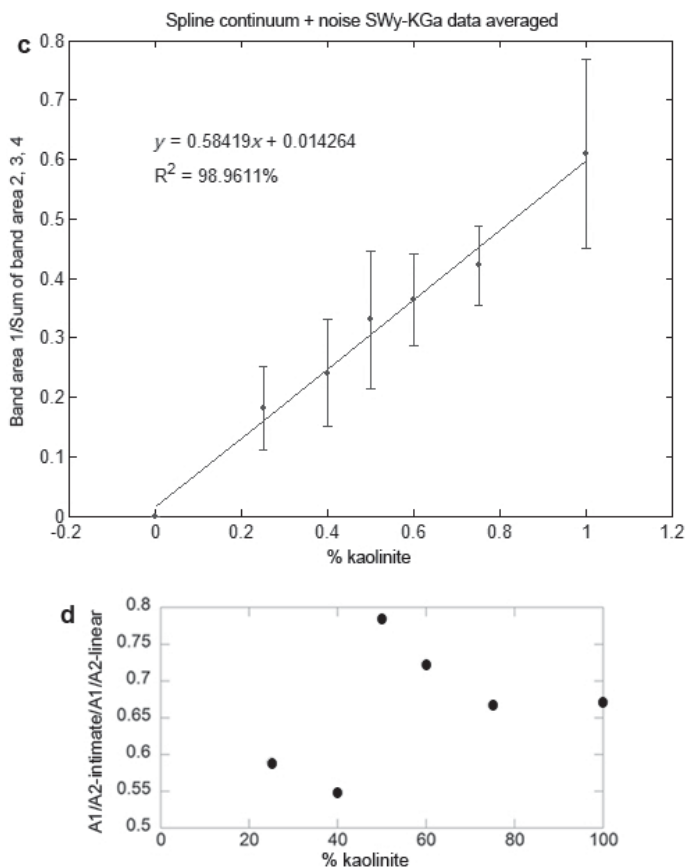 Spline continuum + noise SWy-KGa data averaged
c
0.8
0.7
0.6
0.5
0.4
0.3
0.2
0.1
0
Band area 1/Sum of band area 2, 3, 4
y = 0.58419x + 0.014264
R² = 98.9611%
-0.2 0 0.2 0.4 0.6 0.8 1 1.2
% kaolinite
d
0.8
0.75
0.7
0.65
0.6
0.55
0.5
A1/A2-intimate/A1/A2-linear
0 20 40 60 80 100
% kaolinite